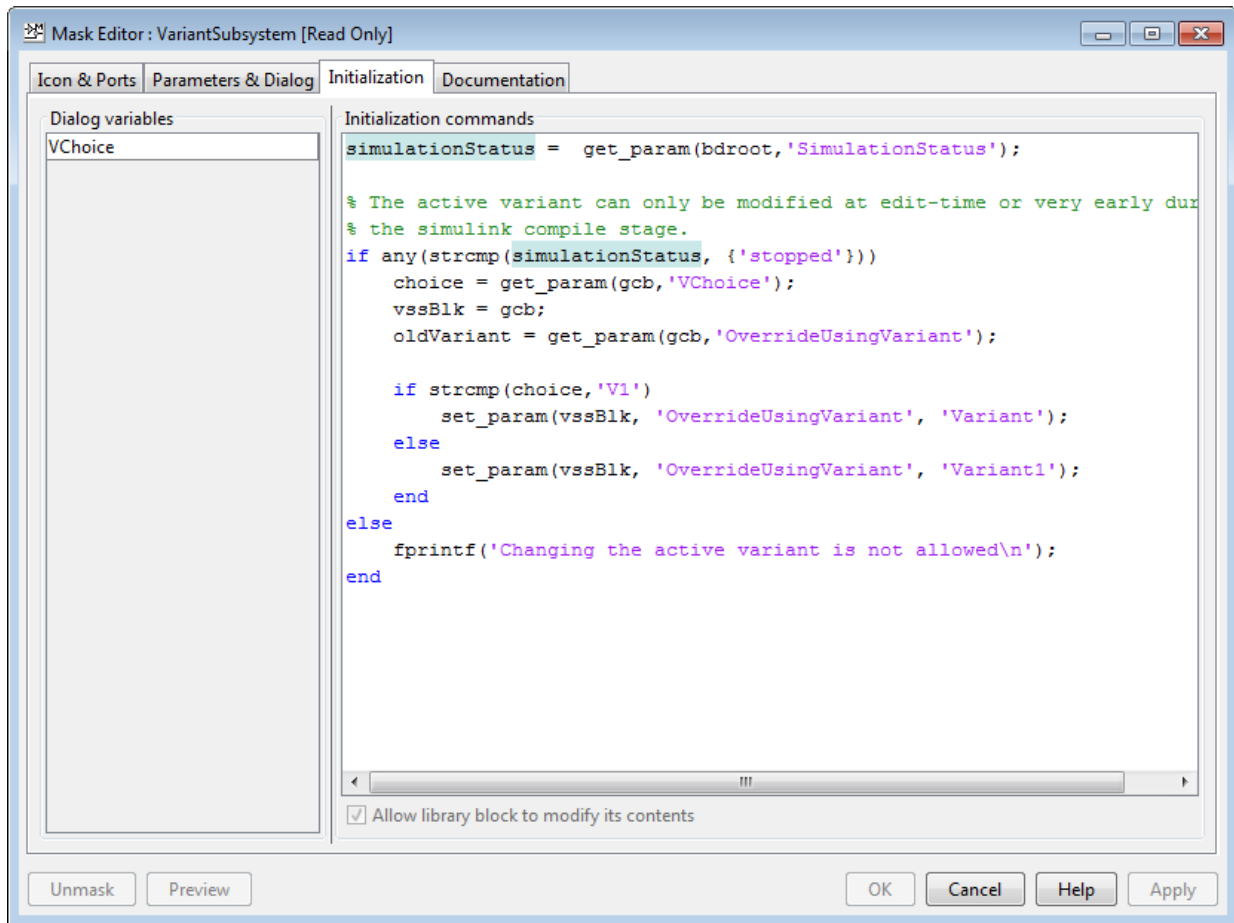 Mask Editor : VariantSubsystem [Read Only]
Icon & Ports Parameters & Dialog Initialization Documentation
Dialog variables
VChoice
Initialization commands
simulationStatus =  get_param(bdroot,'SimulationStatus');
% The active variant can only be modified at edit-time or very early dur
% the simulink compile stage.
if any(strcmp(simulationStatus, {'stopped'}))
    choice = get_param(gcb,'VChoice');
    vssBlk = gcb;
    oldVariant = get_param(gcb,'OverrideUsingVariant');
    if strcmp(choice,'V1')
        set_param(vssBlk, 'OverrideUsingVariant', 'Variant');
    else
        set_param(vssBlk, 'OverrideUsingVariant', 'Variant1');
    end
else
    fprintf('Changing the active variant is not allowed\n');
end
Allow library block to modify its contents
Unmask Preview OK Cancel Help Apply